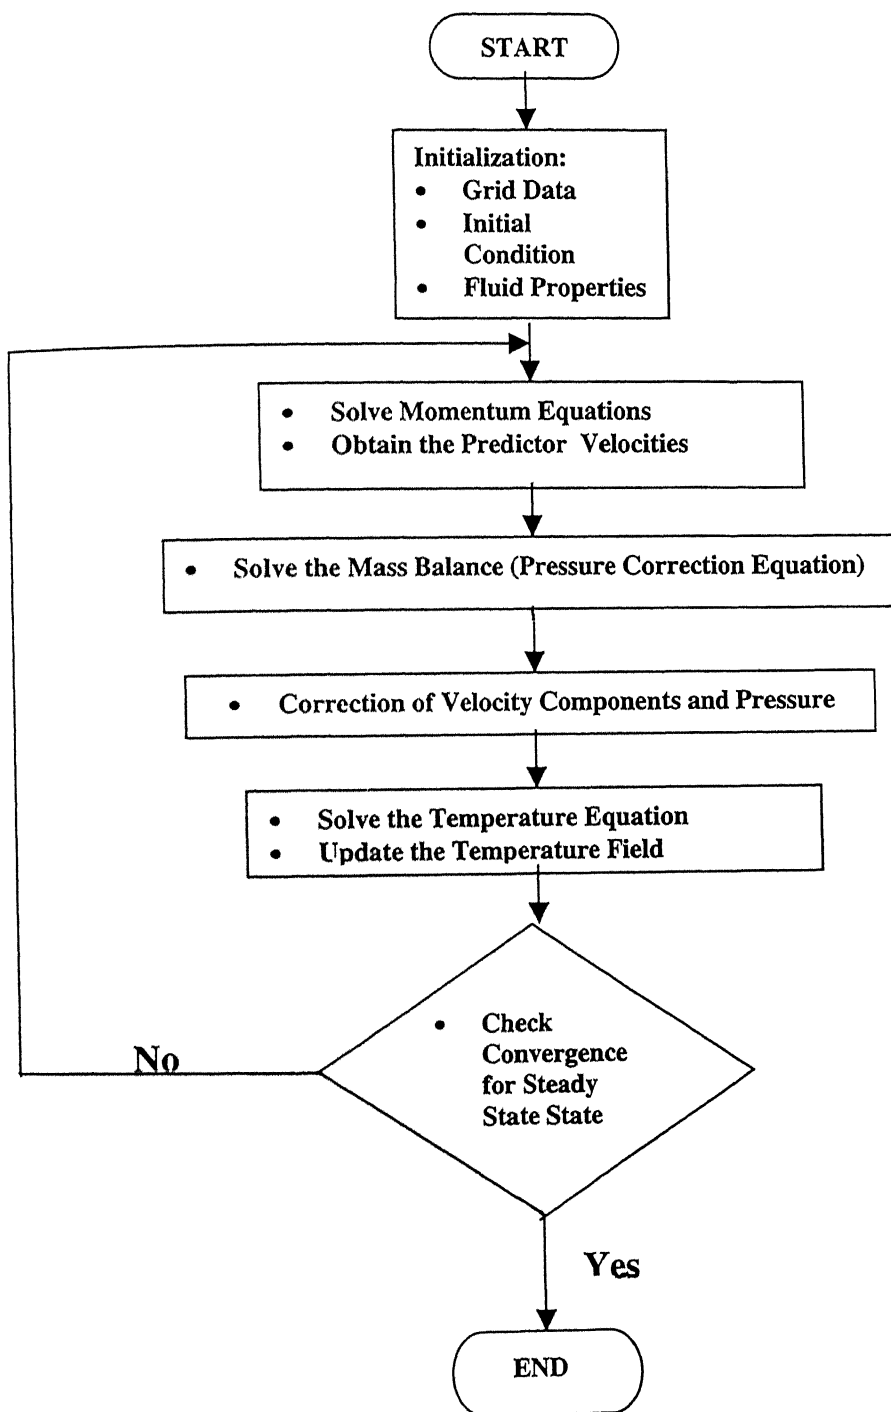 START
Initialization:
• Grid Data
• Initial
Condition
• Fluid Properties
• Solve Momentum Equations
• Obtain the Predictor Velocities
• Solve the Mass Balance (Pressure Correction Equation)
• Correction of Velocity Components and Pressure
• Solve the Temperature Equation
• Update the Temperature Field
• Check
Convergence
for Steady
State State
No
Yes
END